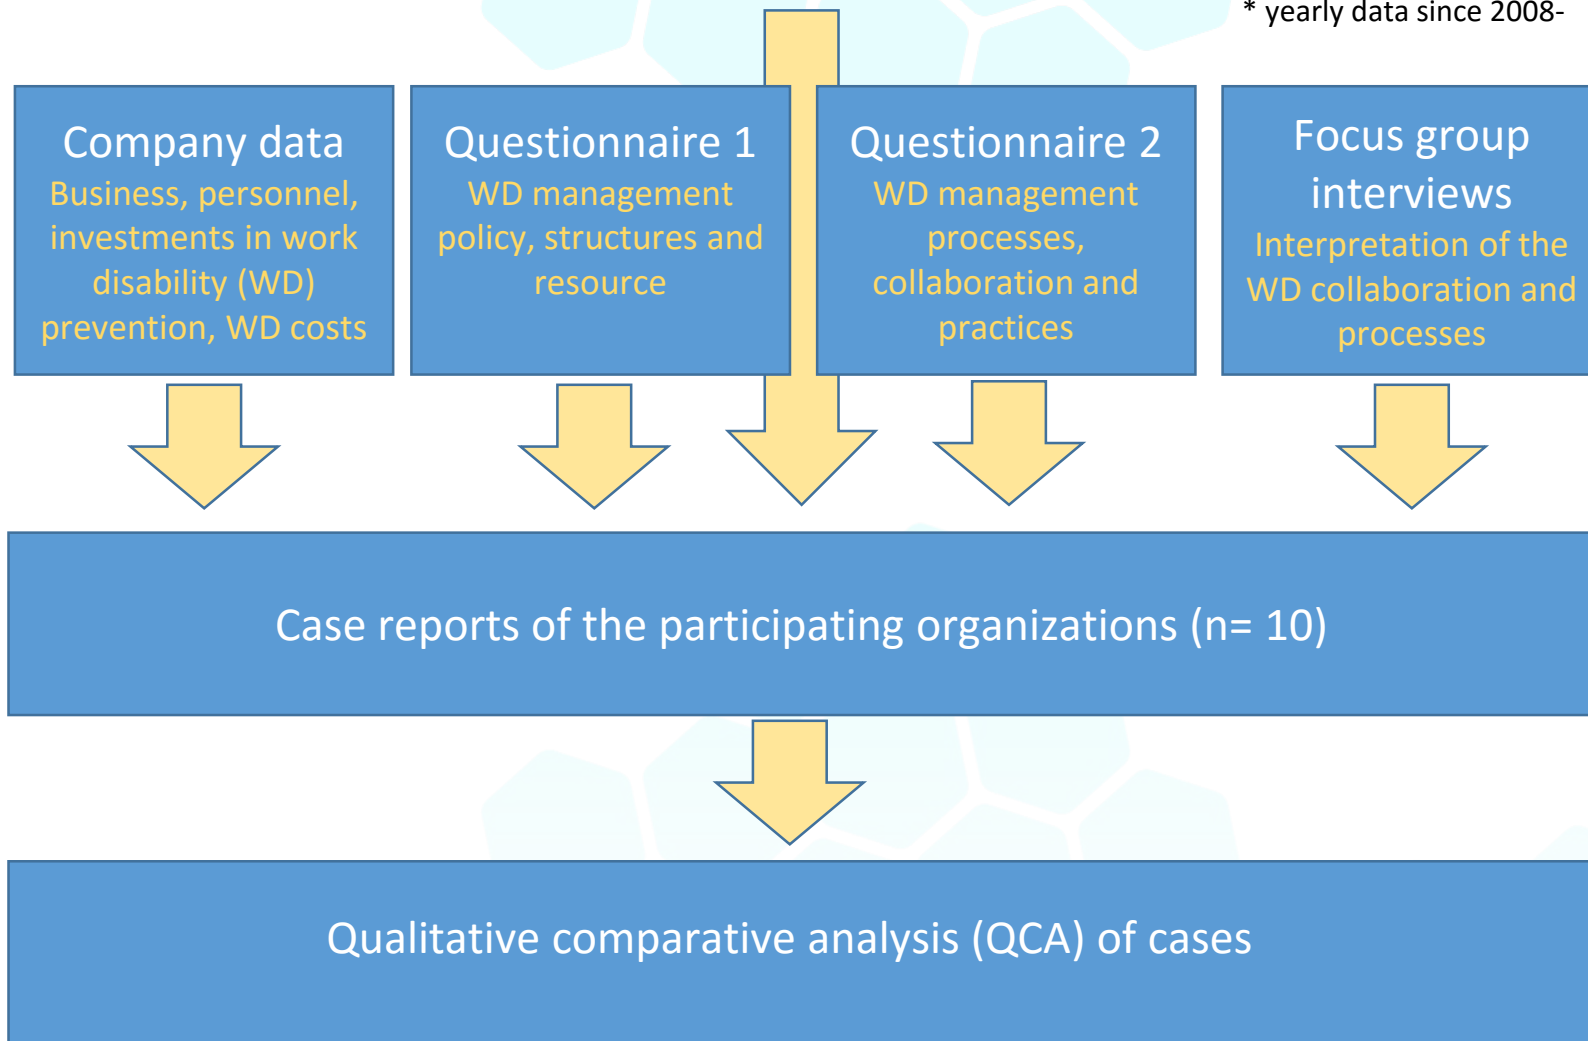 * yearly data since 2008-
Company data
Business, personnel,
investments in work
disability (WD)
prevention, WD costs
Questionnaire 1
WD management
policy, structures and
resource
Questionnaire 2
WD management
processes,
collaboration and
practices
Focus group
interviews
Interpretation of the
WD collaboration and
processes
Case reports of the participating organizations (n= 10)
Qualitative comparative analysis (QCA) of cases